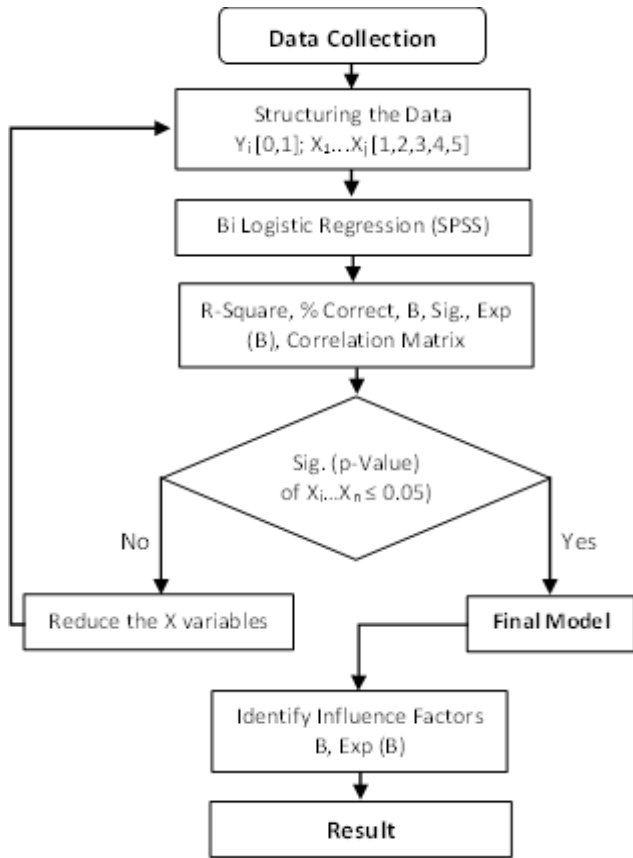 Data Collection
Structuring the Data
Yi [0,1]; X1...Xj [1,2,3,4,5]
Bi Logistic Regression (SPSS)
R-Square, % Correct, B, Sig., Exp
(B), Correlation Matrix
Sig. (p-Value)
of Xi...Xn ≤ 0.05)
No
Yes
Reduce the X variables
Final Model
Identify Influence Factors
B, Exp (B)
Result